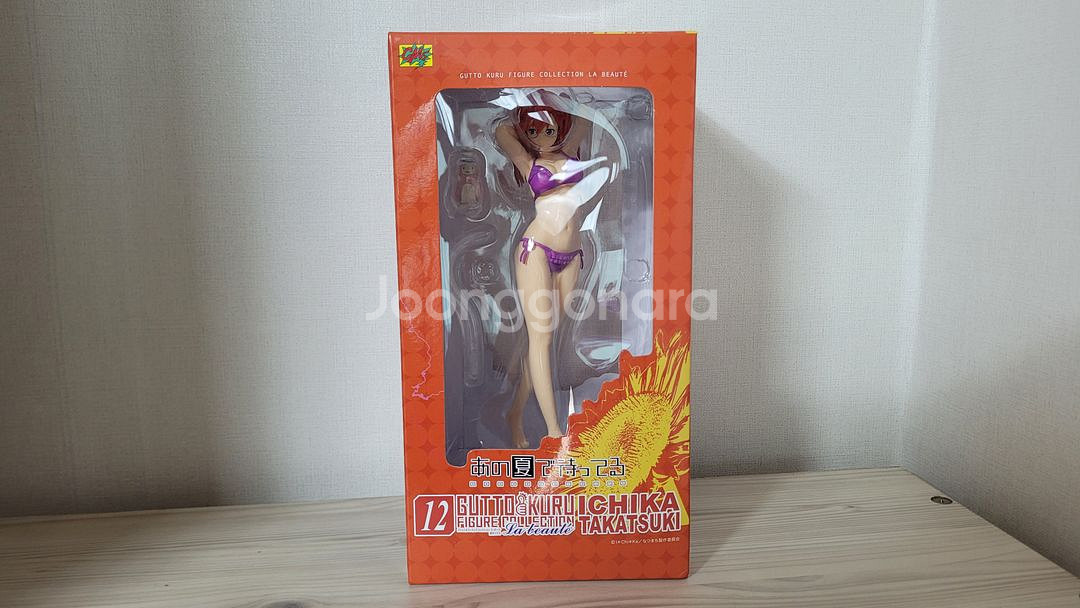 GUTTO KURU FIGURE COLLECTION LA BEAUTÉ
Joonggonara
あの夏で待ってる
12
GUTTO KURU
FIGURE COLLECTION
La beauté
ICHIKA
TAKATSUKI